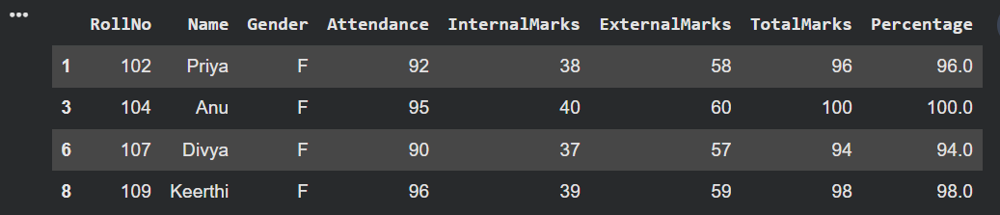 RollNo Name Gender Attendance InternalMarks ExternalMarks TotalMarks Percentage
1 102 Priya F 92 38 58 96 96.0
3 104 Anu F 95 40 60 100 100.0
6 107 Divya F 90 37 57 94 94.0
8 109 Keerthi F 96 39 59 98 98.0